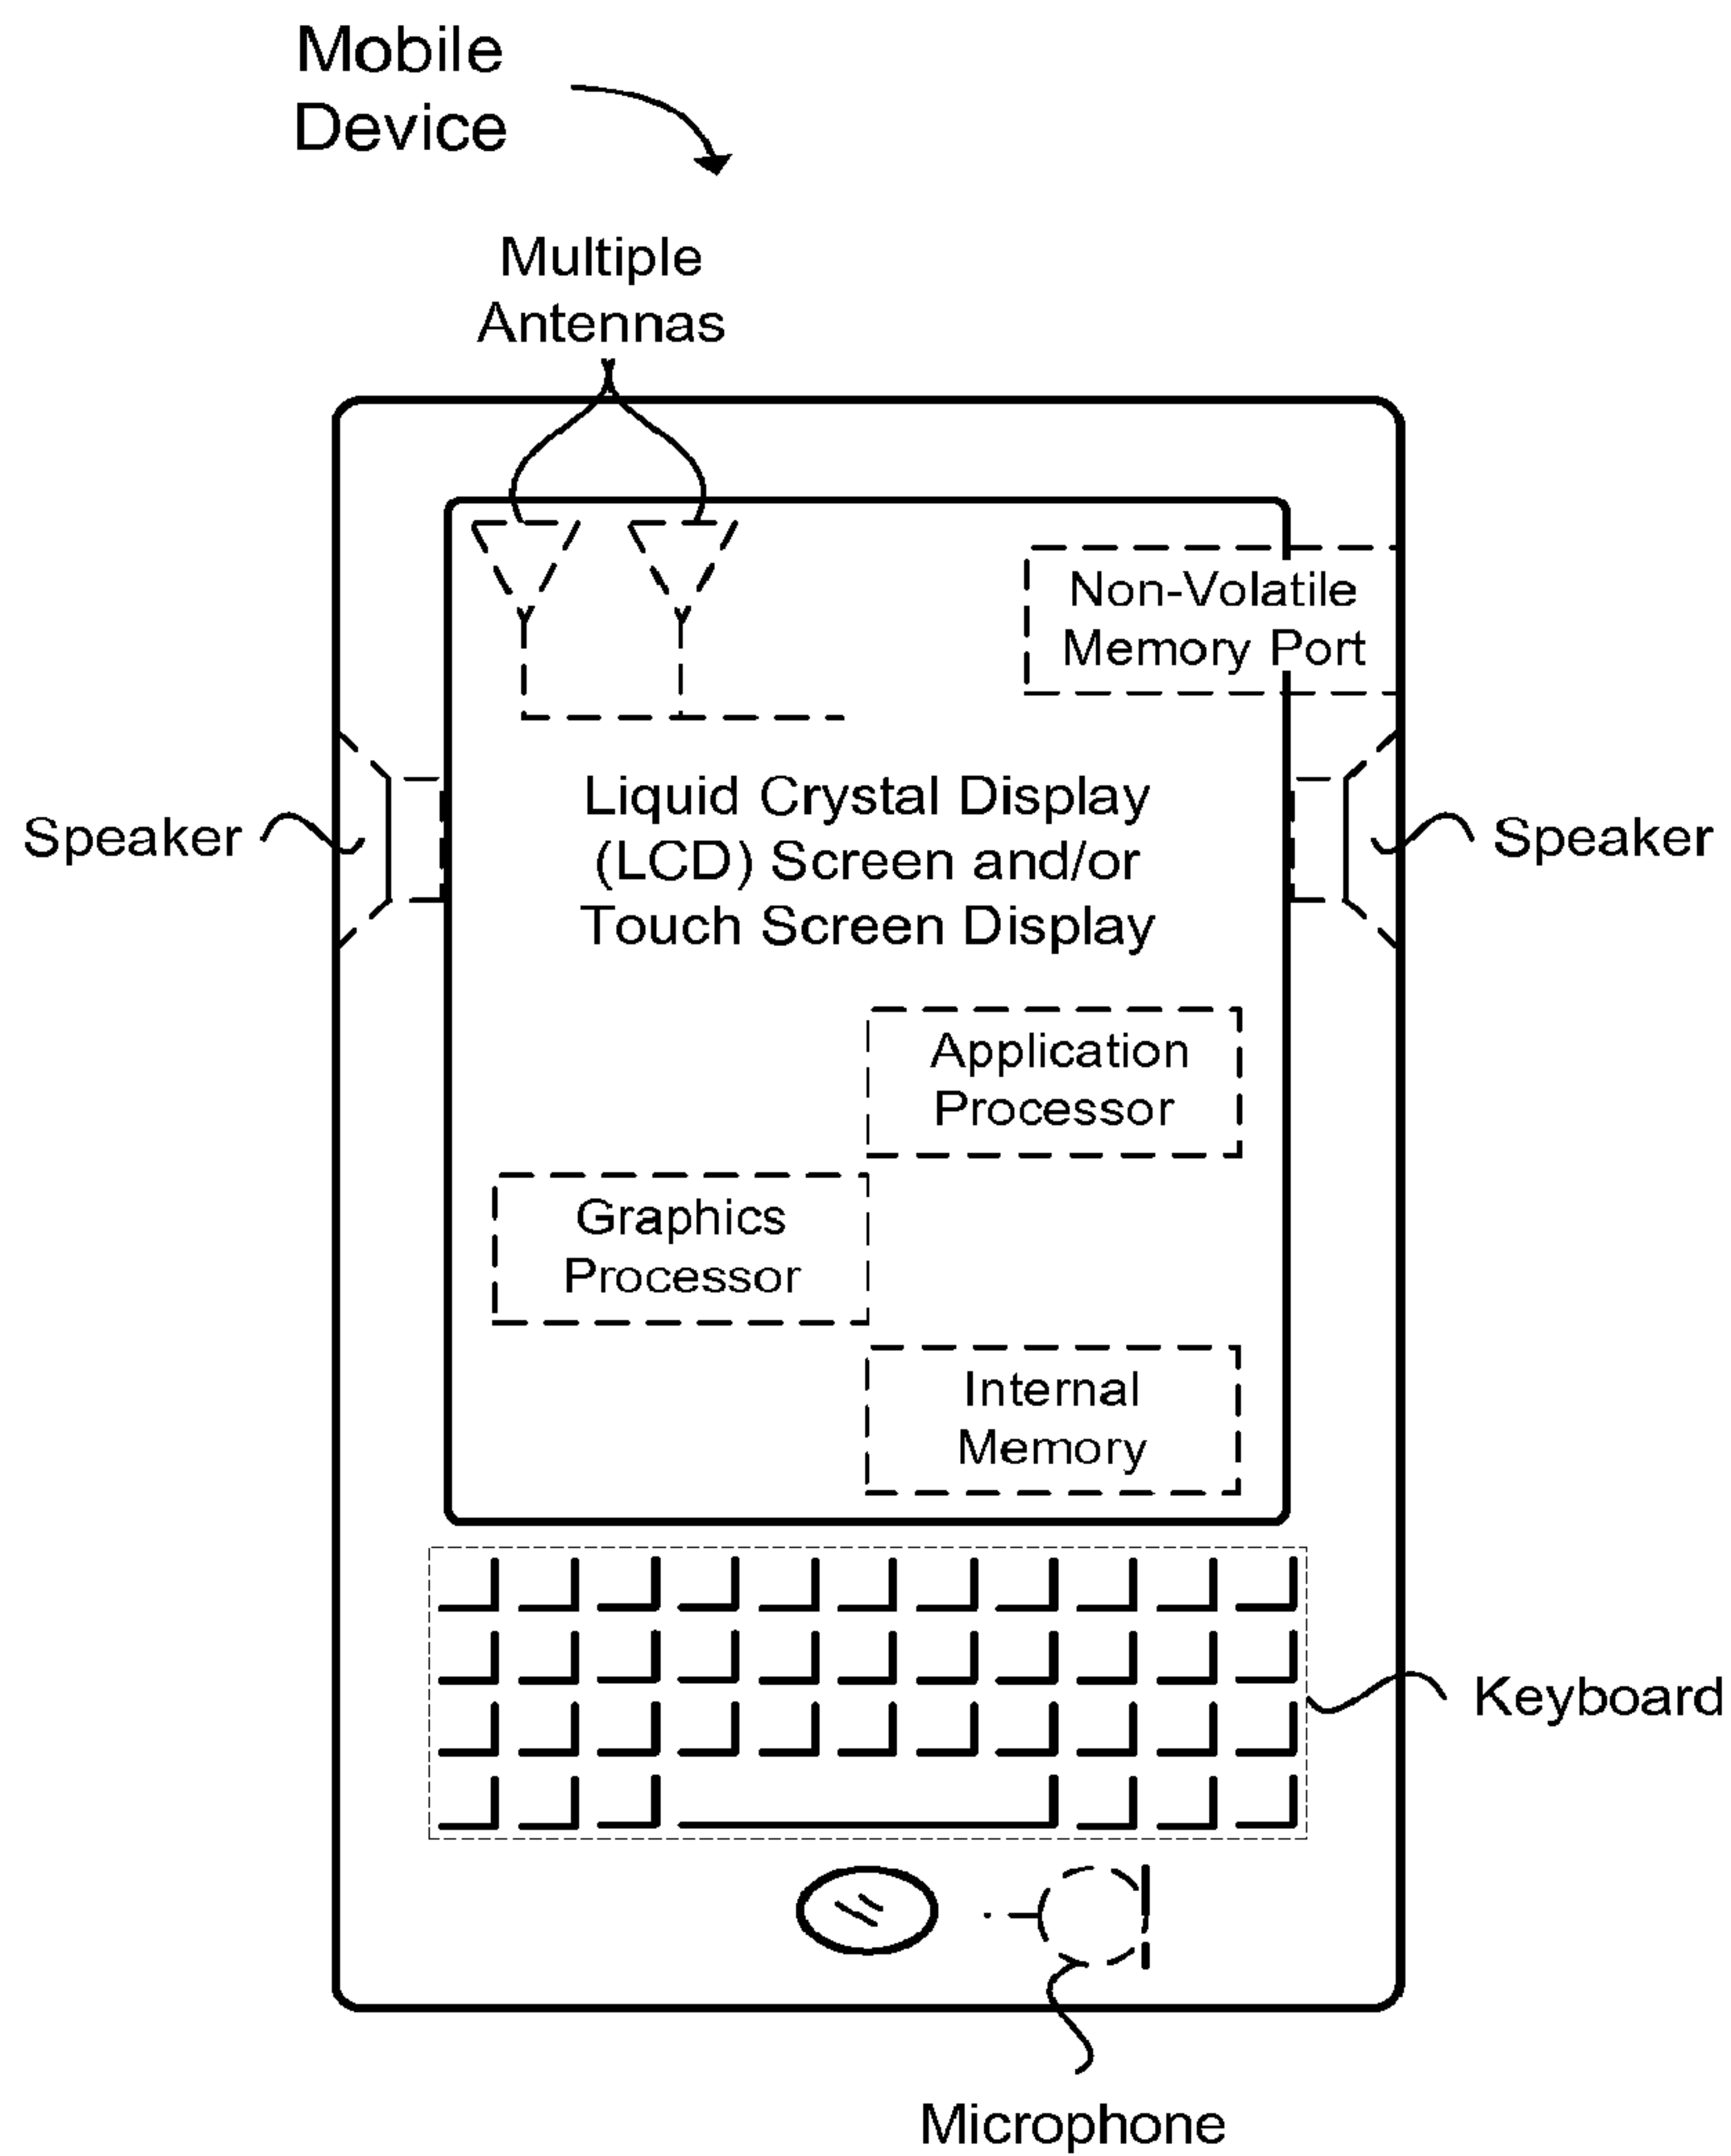 Mobile
Device
Multiple
Antennas
Non-Volatile
Memory Port
Liquid Crystal Display
(LCD) Screen and/or
Touch Screen Display
Speaker
Speaker
Application
Processor
Graphics
Processor
Internal
Memory
Keyboard
Microphone